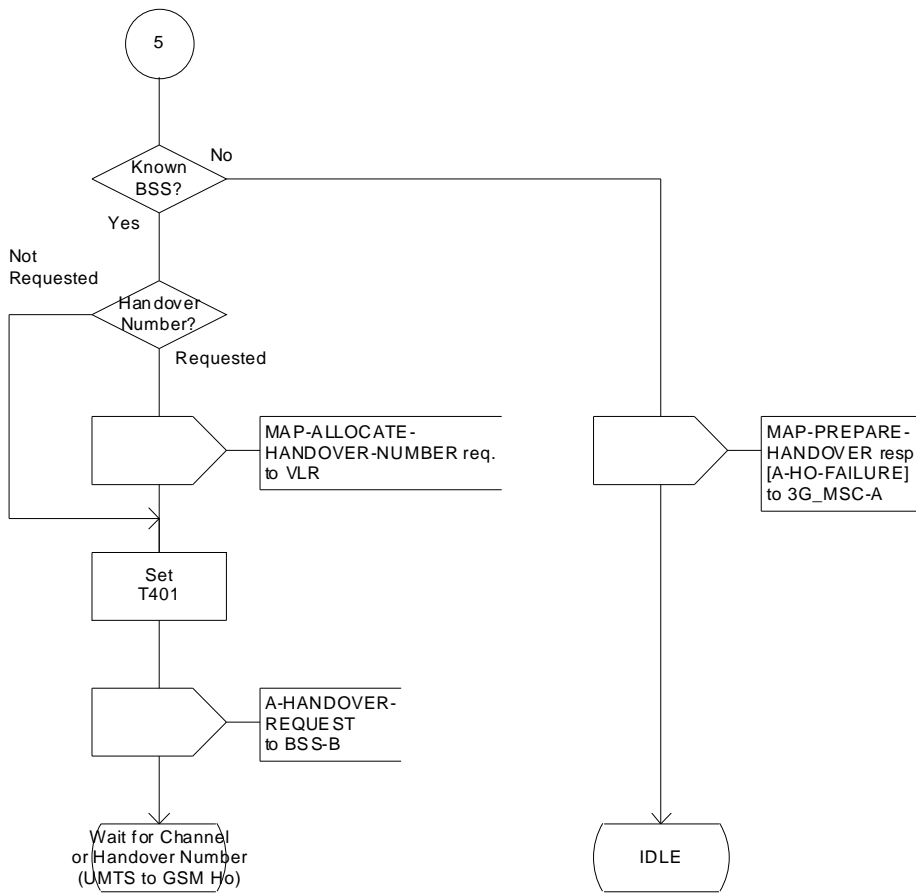 5
Known
BSS?
No
Yes
Not
Requested
Handover
Number?
Requested
MAP-ALLOCATE-
HANDOVER-NUMBER req.
to VLR
MAP-PREPARE-
HANDOVER resp
[A-HO-FAILURE]
to 3G_MSC-A
Set
T401
A-HANDOVER-
REQUEST
to BSS-B
Wait for Channel
or Handover Number
(UMTS to GSM Ho)
IDLE